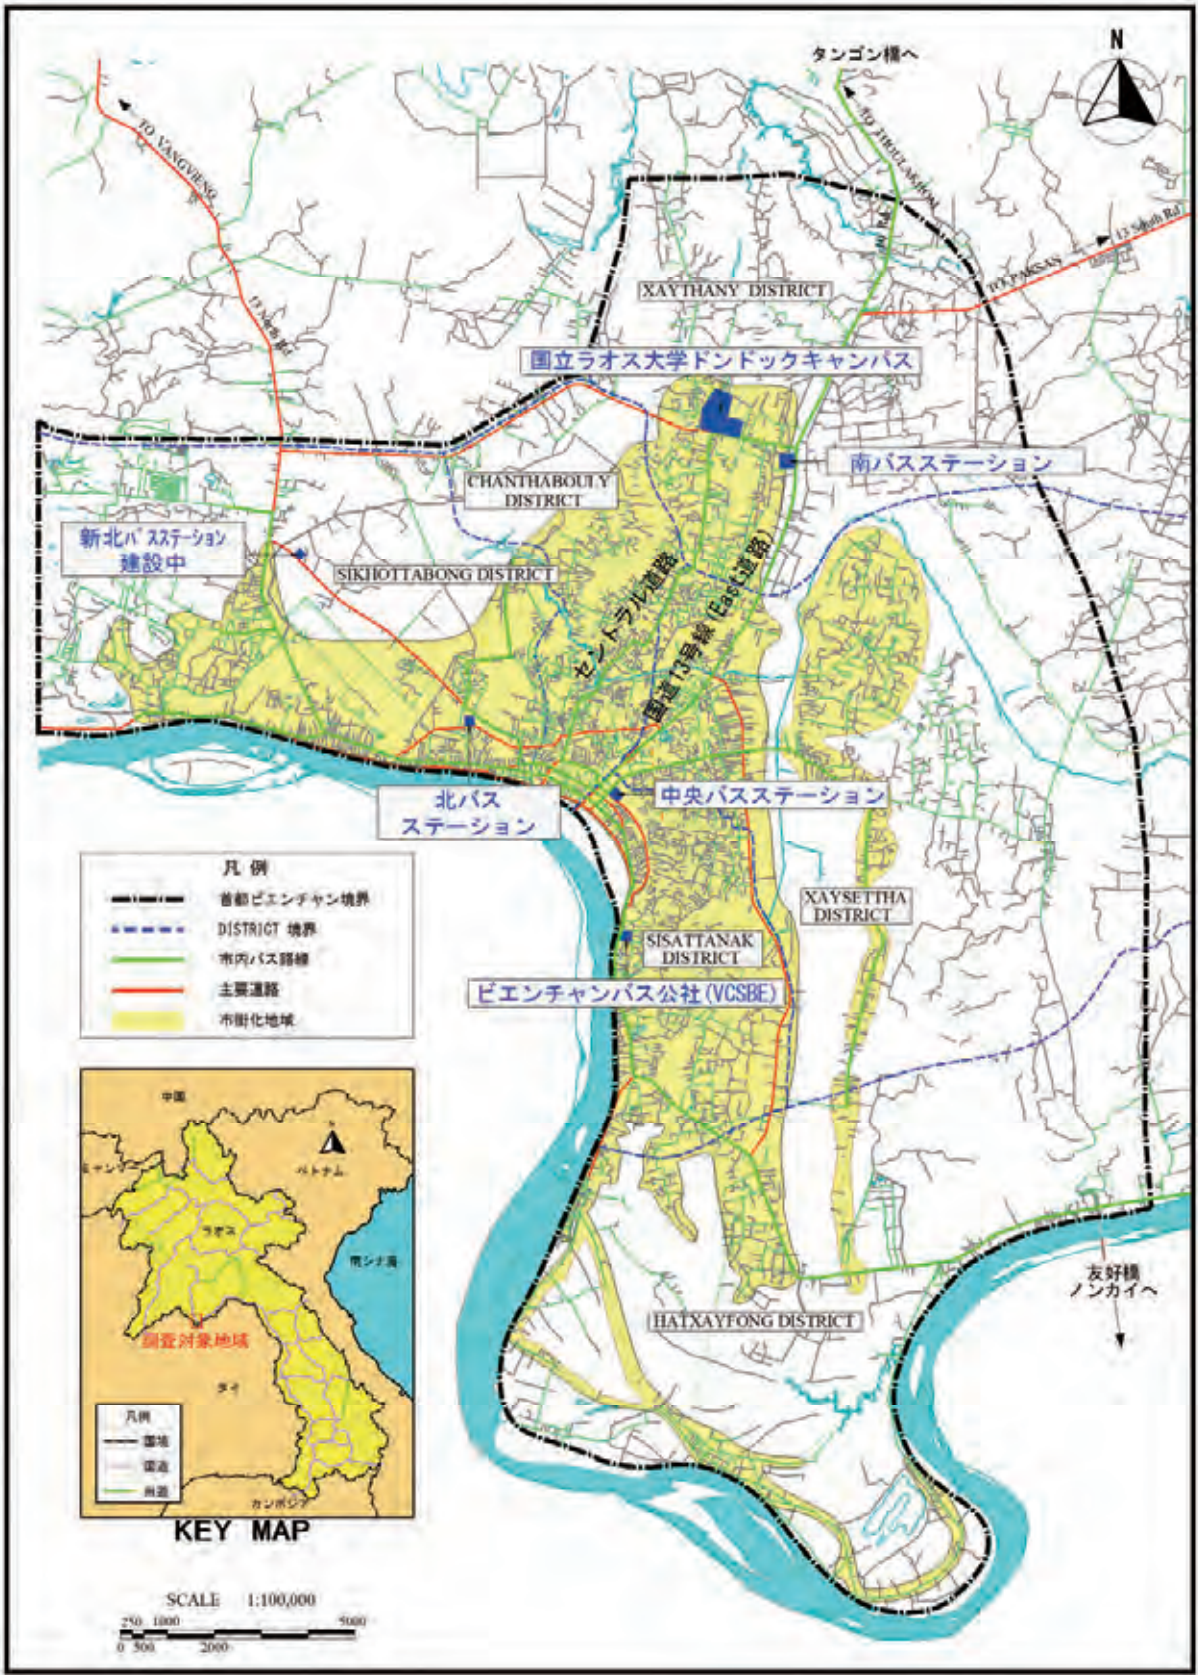 N
タンゴン橋へ
TO VANGVIENG
13 South Rd
TO PAKSAN
XAYTHANY DISTRICT
国立ラオス大学ドンドックキャンパス
南バスステーション
CHANTHABOULY
DISTRICT
新北バスステーション
建設中
SIKHOTTABONG DISTRICT
セントラル道路
国道13号線(East道路)
北バス
ステーション
中央バスステーション
XAYSETTHA
DISTRICT
SISATTANAK
DISTRICT
ビエンチャンバス公社(VCSBE)
凡例
首都ビエンチャン境界
DISTRICT 境界
市内バス路線
主要道路
市街化地域
中国
ミャンマー
ベトナム
ラオス
南シナ海
調査対象地域
タイ
凡例
国境
国道
カンボジア
KEY MAP
友好橋
ノンカイへ
HATXAYFONG DISTRICT
SCALE 1:100,000
250 1000 5000
0 500 2000